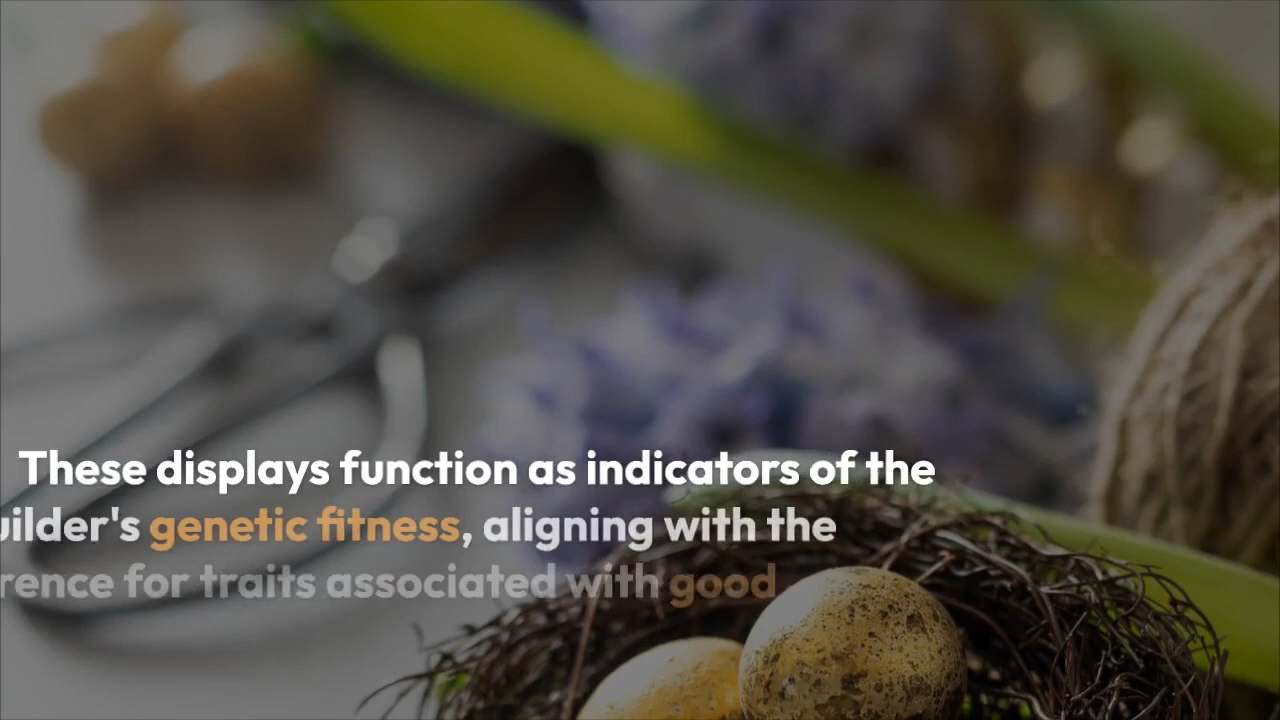 These displays function as indicators of the
uilder's genetic fitness, aligning with the
rence for traits associated with good